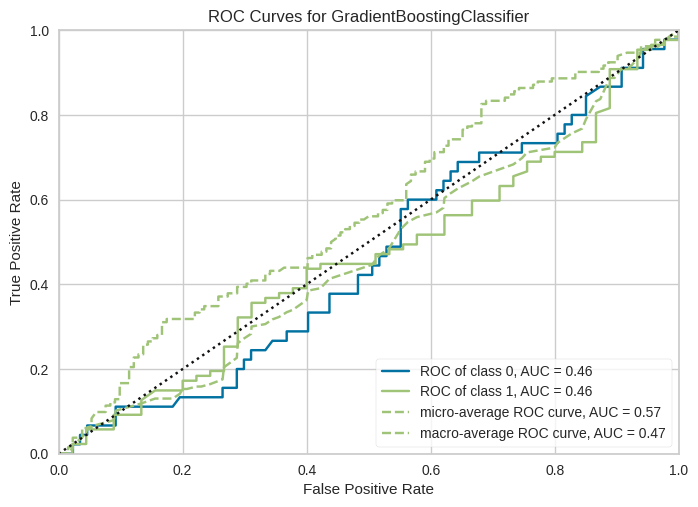 ROC Curves for GradientBoostingClassifier
True Positive Rate
1.0
0.8
0.6
0.4
0.2
0.0
ROC of class 0, AUC = 0.46
ROC of class 1, AUC = 0.46
micro-average ROC curve, AUC = 0.57
macro-average ROC curve, AUC = 0.47
0.0 0.2 0.4 0.6 0.8 1.0
False Positive Rate